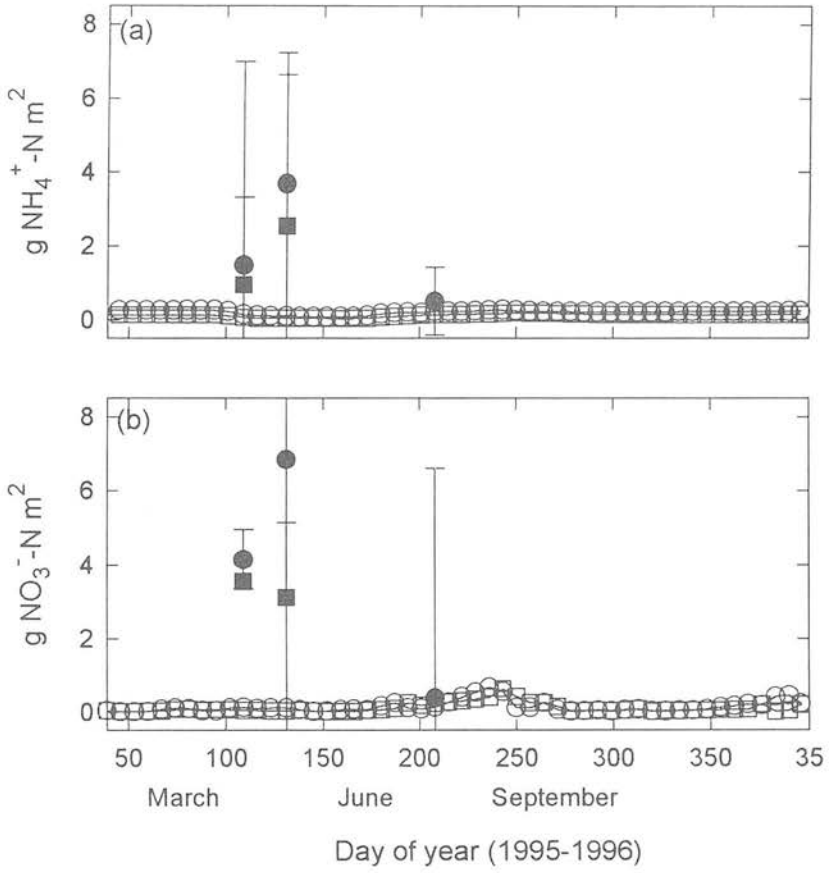 (a)
8
6
4
2
0
g NH₄⁺-N m²
(b)
8
6
4
2
0
g NO₃⁻-N m²
50 100 150 200 250 300 350 35
March June September
Day of year (1995-1996)